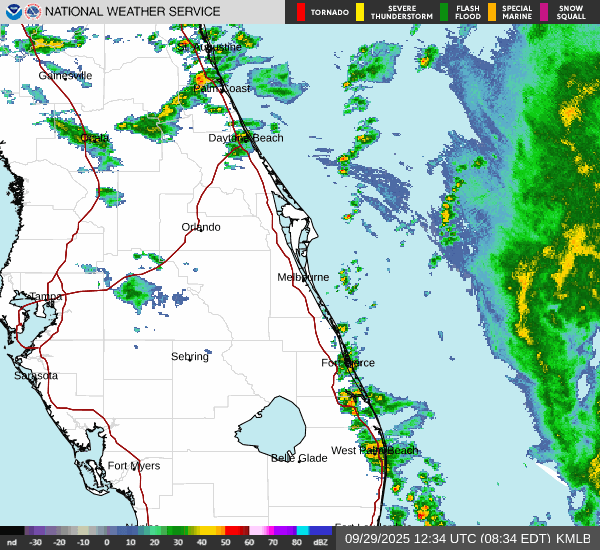 NATIONAL WEATHER SERVICE
TORNADO
SEVERE THUNDERSTORM
FLASH FLOOD
SPECIAL MARINE
SNOW SQUALL
St. Augustine
Gainesville
Palm Coast
Ocala
Daytona Beach
Orlando
Melbourne
Tampa
Sebring
Fort Pierce
Sarasota
West Palm Beach
Belle Glade
Fort Myers
nd -30 -20 -10 0 10 20 30 40 50 60 70 80 dBZ
09/29/2025 12:34 UTC (08:34 EDT) KMLB